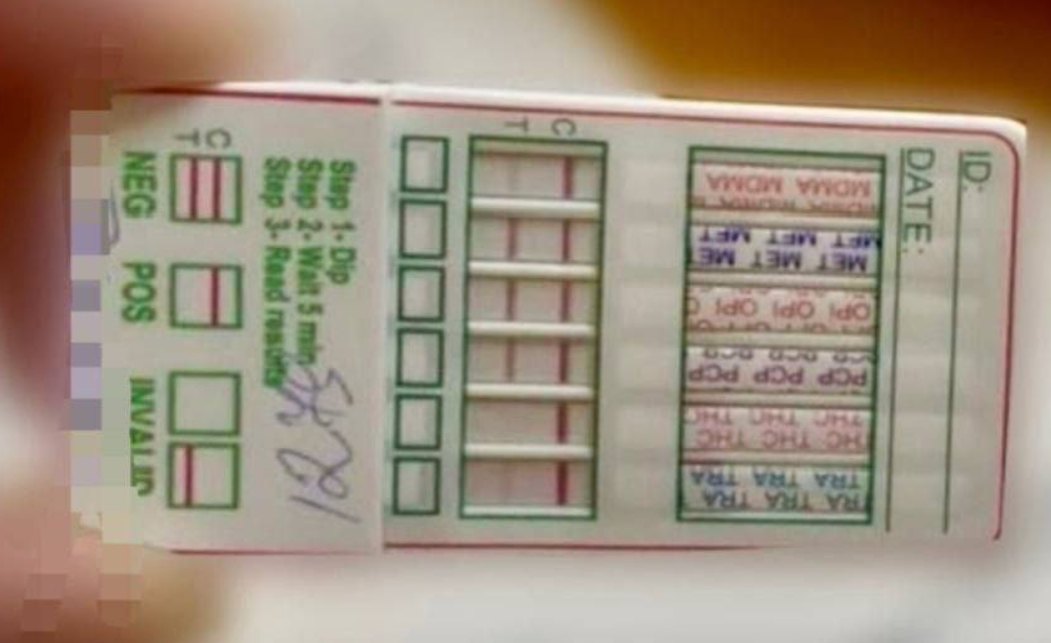 ID:
DATE:
MDMA MDMA
MET MET MET
OPI OPI OPI
PCP PCP PCP
THC THC THC
TRA TRA TRA
C
T
Step 1- Dip
Step 2- Wait 5 min
Step 3- Read results
1245
C
T
NEG
POS
INVALID